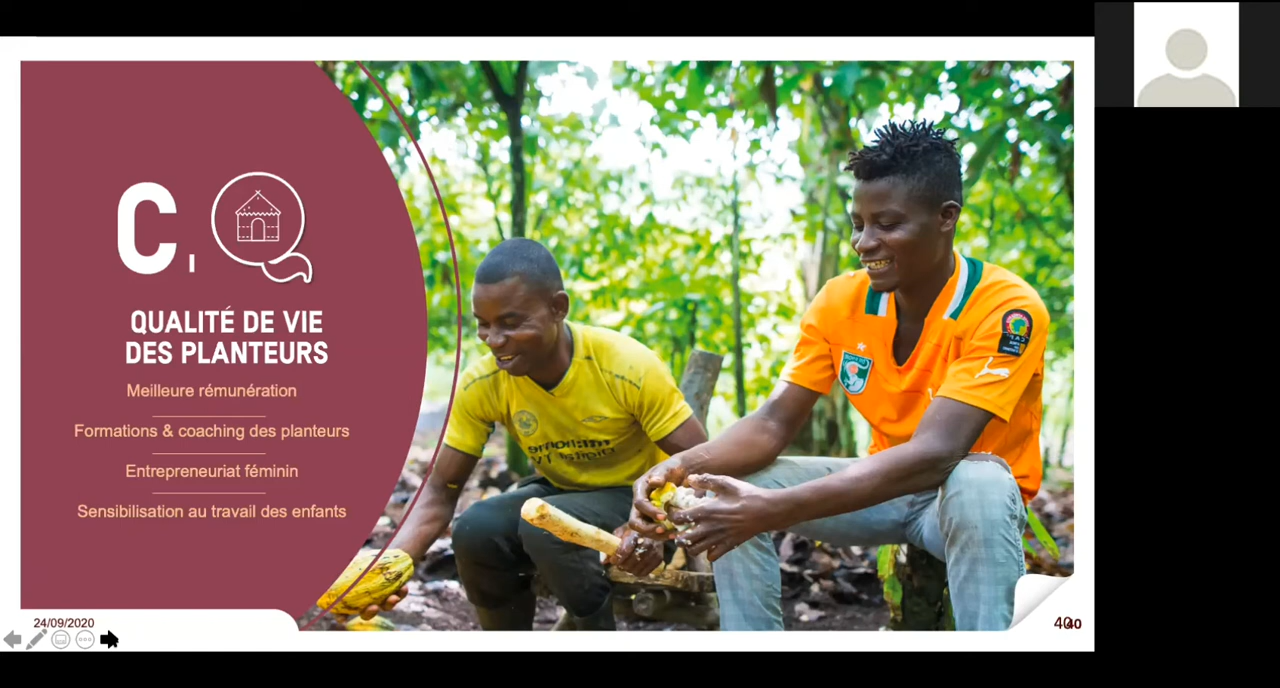 C.
QUALITÉ DE VIE
DES PLANTEURS
Meilleure rémunération
Formations & coaching des planteurs
Entrepreneuriat féminin
Sensibilisation au travail des enfants
24/09/2020
40